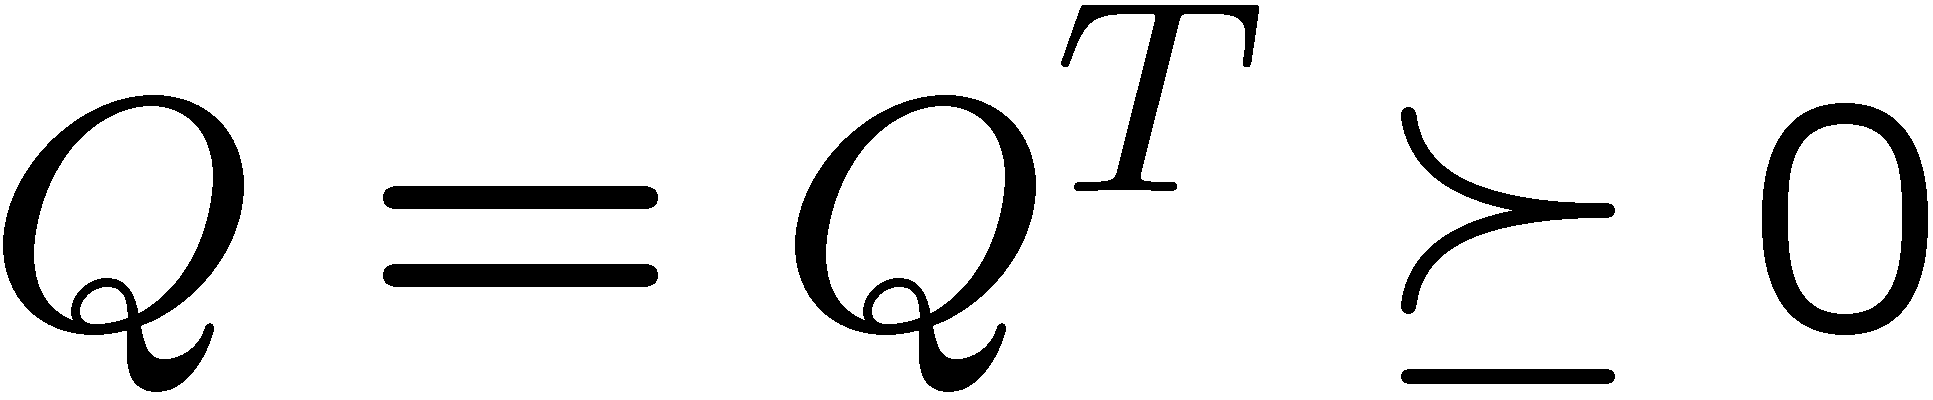 Q = Q^T ⪰ 0